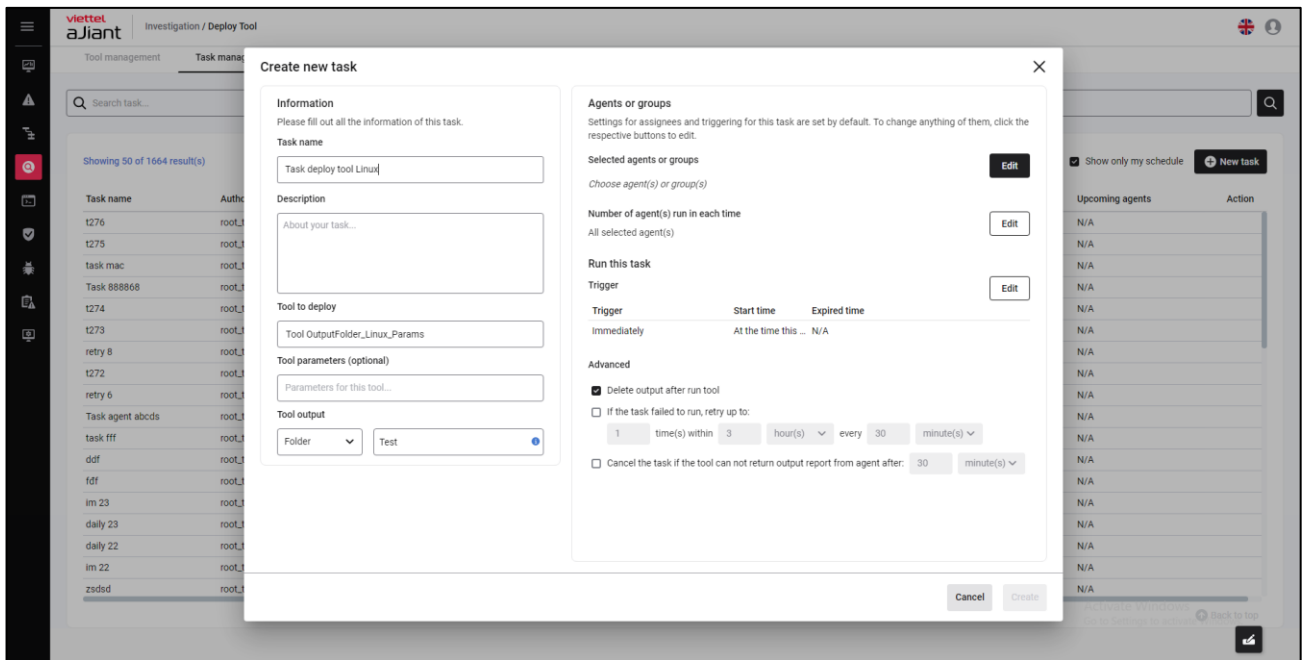 viettel
aJiant
Investigation / Deploy Tool
Tool management
Task manag
Search task...
Showing 50 of 1664 result(s)
Show only my schedule
New task
Task name
Autho
Upcoming agents
Action
t276
root_t
N/A
t275
root_t
N/A
task mac
root_t
N/A
Task 888868
root_t
N/A
t274
root_t
N/A
t273
root_t
N/A
retry 8
root_t
N/A
t272
root_t
N/A
retry 6
root_t
N/A
Task agent abcds
root_t
N/A
task fff
root_t
N/A
ddf
root_t
N/A
fdf
root_t
N/A
im 23
root_t
N/A
daily 23
root_t
N/A
daily 22
root_t
N/A
im 22
root_t
N/A
zsdsd
root_t
N/A
Create new task
Information
Please fill out all the information of this task.
Task name
Task deploy tool Linux
Description
About your task...
Tool to deploy
Tool OutputFolder_Linux_Params
Tool parameters (optional)
Parameters for this tool...
Tool output
Folder
Test
Agents or groups
Settings for assignees and triggering for this task are set by default. To change anything of them, click the
respective buttons to edit.
Selected agents or groups
Edit
Choose agent(s) or group(s)
Number of agent(s) run in each time
Edit
All selected agent(s)
Run this task
Trigger
Edit
Trigger Start time Expired time
Immediately At the time this ... N/A
Advanced
Delete output after run tool
If the task failed to run, retry up to:
1 time(s) within 3 hour(s) every 30 minute(s)
Cancel the task if the tool can not return output report from agent after: 30 minute(s)
Cancel
Create
Activate Windows
Go to Settings to activate
Back to top